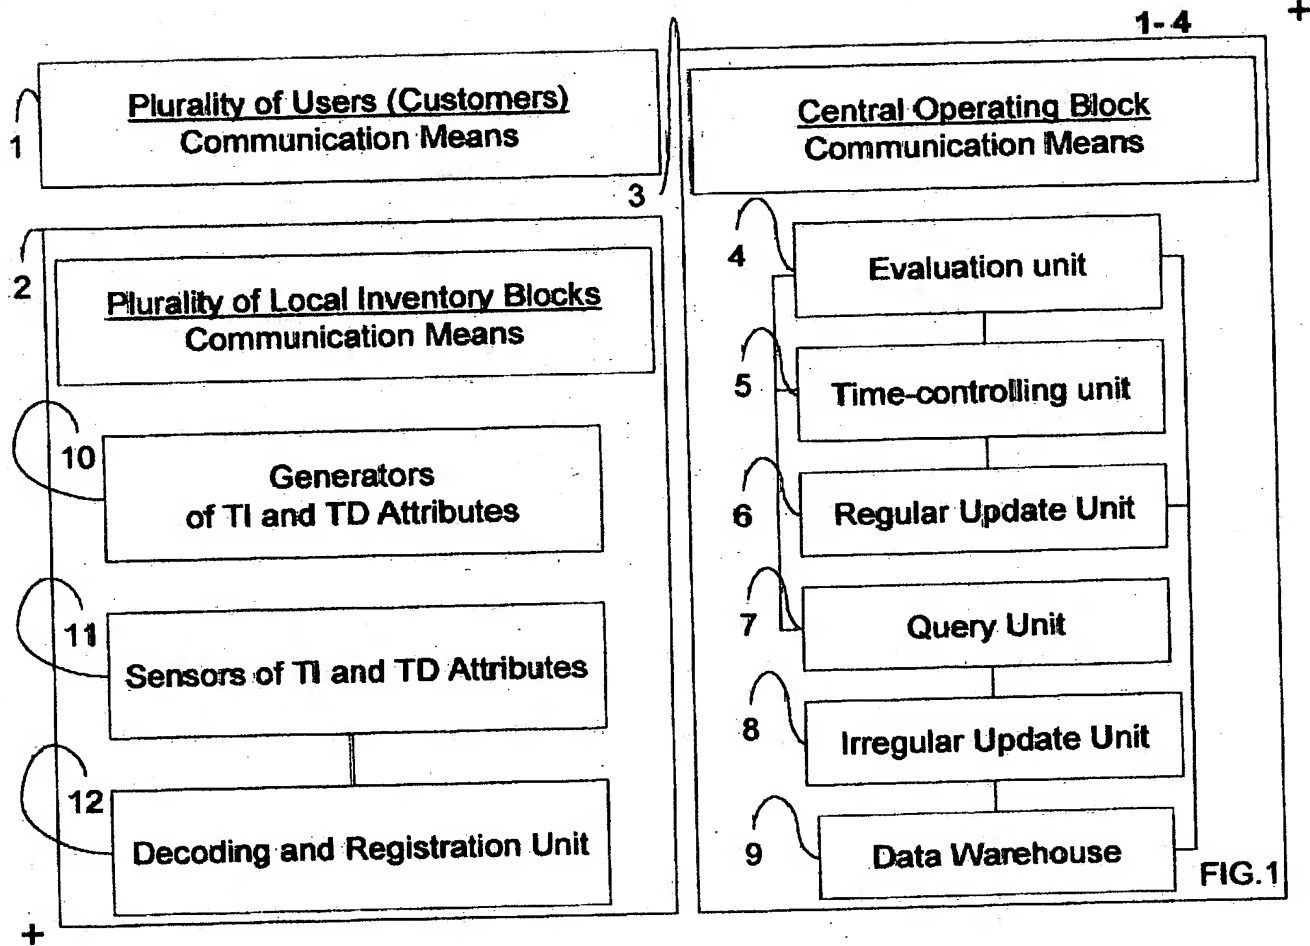 1-4
+
1
Plurality of Users (Customers)
Communication Means
3
Central Operating Block
Communication Means
2
Plurality of Local Inventory Blocks
Communication Means
10
Generators
of TI and TD Attributes
11
Sensors of TI and TD Attributes
12
Decoding and Registration Unit
4
Evaluation unit
5
Time-controlling unit
6
Regular Update Unit
7
Query Unit
8
Irregular Update Unit
9
Data Warehouse
FIG.1
+